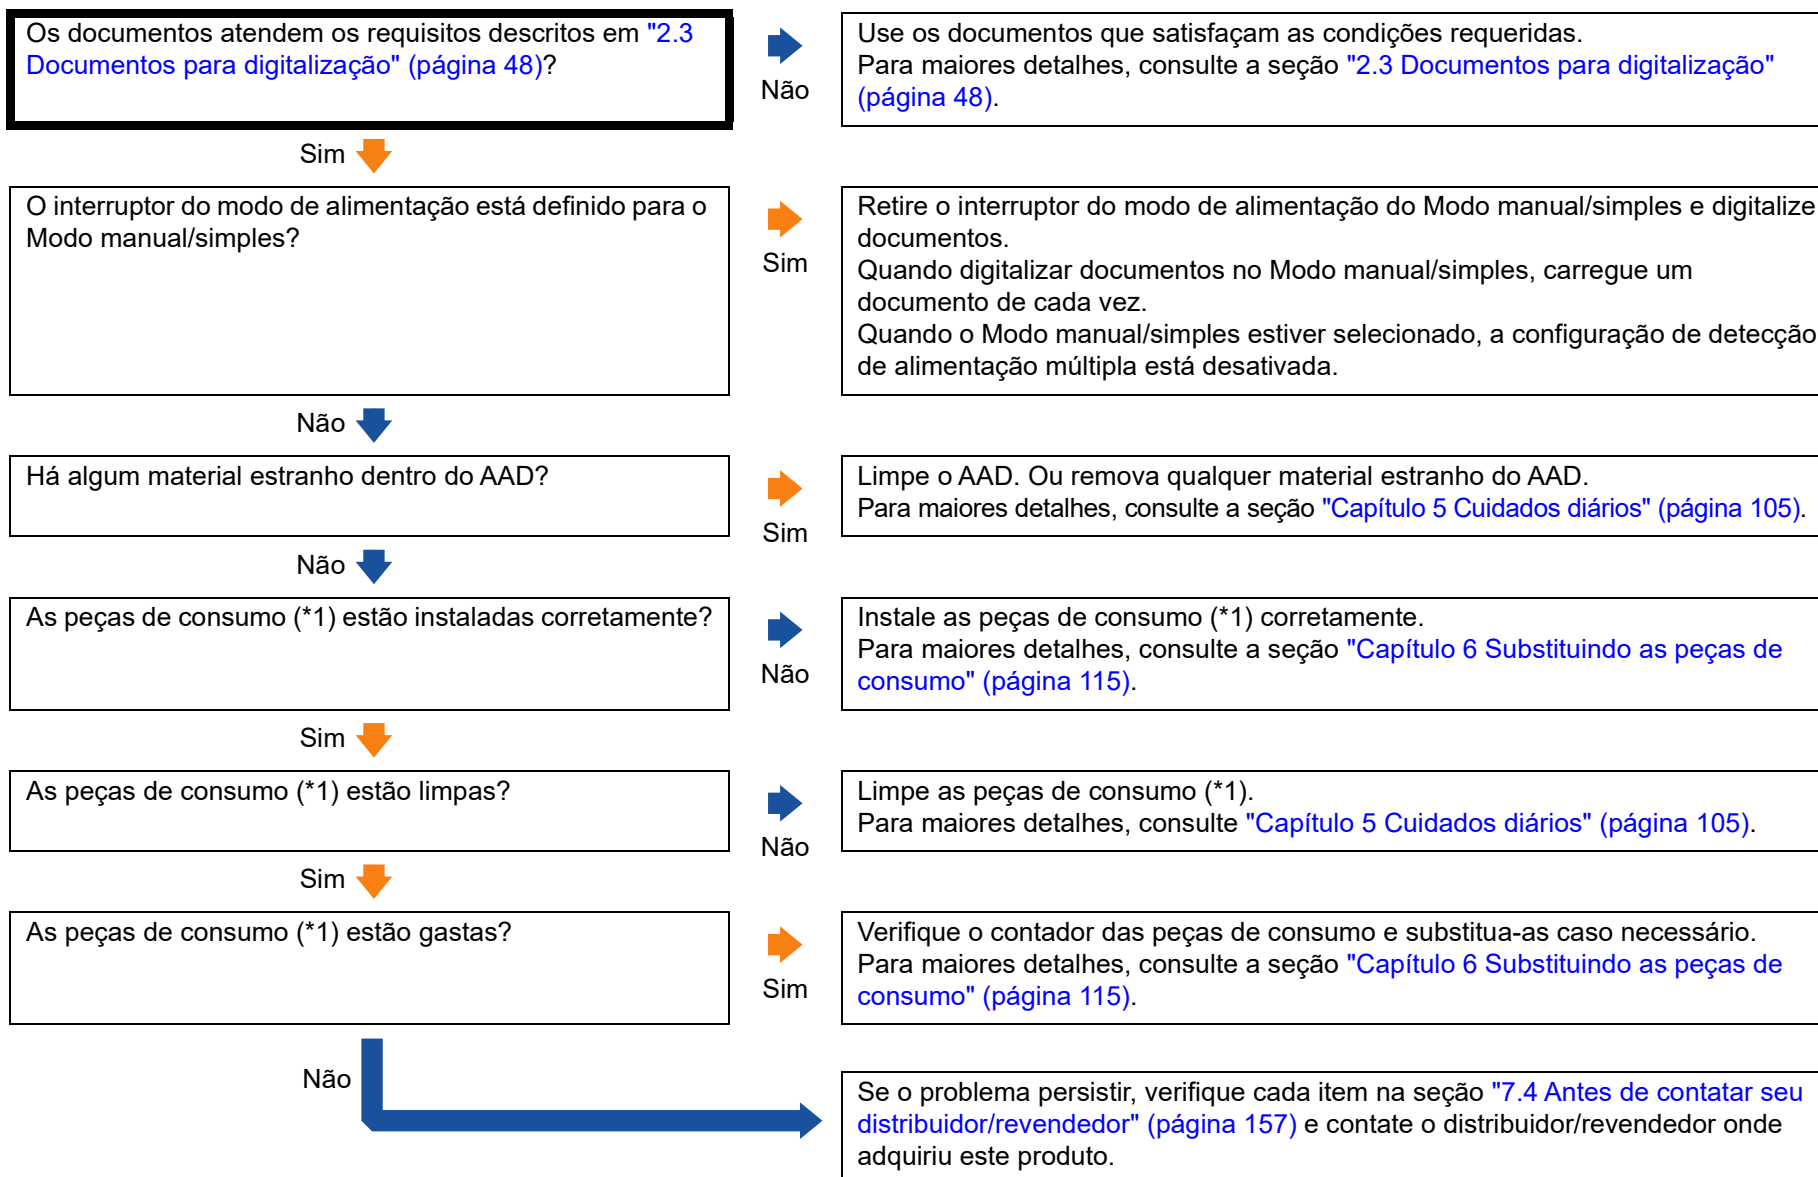 Os documentos atendem os requisitos descritos em "2.3
Documentos para digitalização" (página 48)?
Não
Use os documentos que satisfaçam as condições requeridas.
Para maiores detalhes, consulte a seção "2.3 Documentos para digitalização"
(página 48).
Sim
O interruptor do modo de alimentação está definido para o
Modo manual/simples?
Sim
Retire o interruptor do modo de alimentação do Modo manual/simples e digitalize
documentos.
Quando digitalizar documentos no Modo manual/simples, carregue um
documento de cada vez.
Quando o Modo manual/simples estiver selecionado, a configuração de detecção
de alimentação múltipla está desativada.
Não
Há algum material estranho dentro do AAD?
Sim
Limpe o AAD. Ou remova qualquer material estranho do AAD.
Para maiores detalhes, consulte a seção "Capítulo 5 Cuidados diários" (página 105).
Não
As peças de consumo (*1) estão instaladas corretamente?
Não
Instale as peças de consumo (*1) corretamente.
Para maiores detalhes, consulte a seção "Capítulo 6 Substituindo as peças de
consumo" (página 115).
Sim
As peças de consumo (*1) estão limpas?
Não
Limpe as peças de consumo (*1).
Para maiores detalhes, consulte "Capítulo 5 Cuidados diários" (página 105).
Sim
As peças de consumo (*1) estão gastas?
Sim
Verifique o contador das peças de consumo e substitua-as caso necessário.
Para maiores detalhes, consulte a seção "Capítulo 6 Substituindo as peças de
consumo" (página 115).
Não
Se o problema persistir, verifique cada item na seção "7.4 Antes de contatar seu
distribuidor/revendedor" (página 157) e contate o distribuidor/revendedor onde
adquiriu este produto.